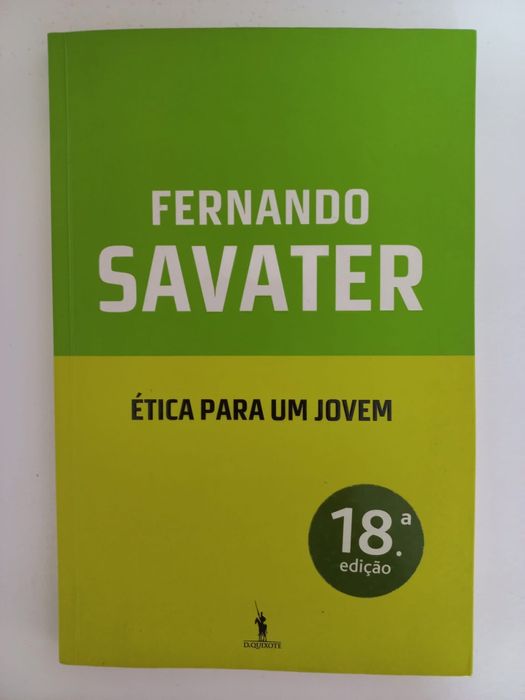 FERNANDO
SAVATER
ÉTICA PARA UM JOVEM
18.ª
edição
D.QUIXOTE